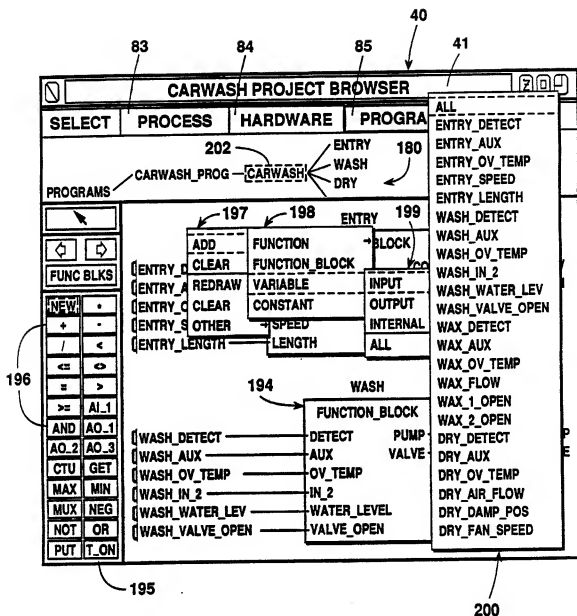 40
83
84
85
41
CARWASH PROJECT BROWSER
SELECT
PROCESS
HARDWARE
PROGRA
202
ENTRY
WASH
DRY
PROGRAMS
CARWASH_PROG
CARWASH
180
197
198
ENTRY
199
BLOCK
ADD
CLEAR
REDRAW
CLEAR
OTHER
FUNCTION
FUNCTION_BLOCK
VARIABLE
CONSTANT
INPUT
OUTPUT
INTERNAL
ALL
ENTRY_D
ENTRY_A
ENTRY_O
ENTRY_S
ENTRY_LENGTH
SPEED
LENGTH
FUNC BLKS
NEW *
+ -
/ <
<= <>
= >
>= AI_1
AND AO_1
AO_2 AO_3
CTU GET
MAX MIN
MUX NEG
NOT OR
PUT T_ON
196
195
194
WASH
FUNCTION_BLOCK
WASH_DETECT
WASH_AUX
WASH_OV_TEMP
WASH_IN_2
WASH_WATER_LEV
WASH_VALVE_OPEN
DETECT
AUX
OV_TEMP
IN_2
WATER_LEVEL
VALVE_OPEN
PUMP
VALVE
P
E
ALL
ENTRY_DETECT
ENTRY_AUX
ENTRY_OV_TEMP
ENTRY_SPEED
ENTRY_LENGTH
WASH_DETECT
WASH_AUX
WASH_OV_TEMP
WASH_IN_2
WASH_WATER_LEV
WASH_VALVE_OPEN
WAX_DETECT
WAX_AUX
WAX_OV_TEMP
WAX_FLOW
WAX_1_OPEN
WAX_2_OPEN
DRY_DETECT
DRY_AUX
DRY_OV_TEMP
DRY_AIR_FLOW
DRY_DAMP_POS
DRY_FAN_SPEED
200